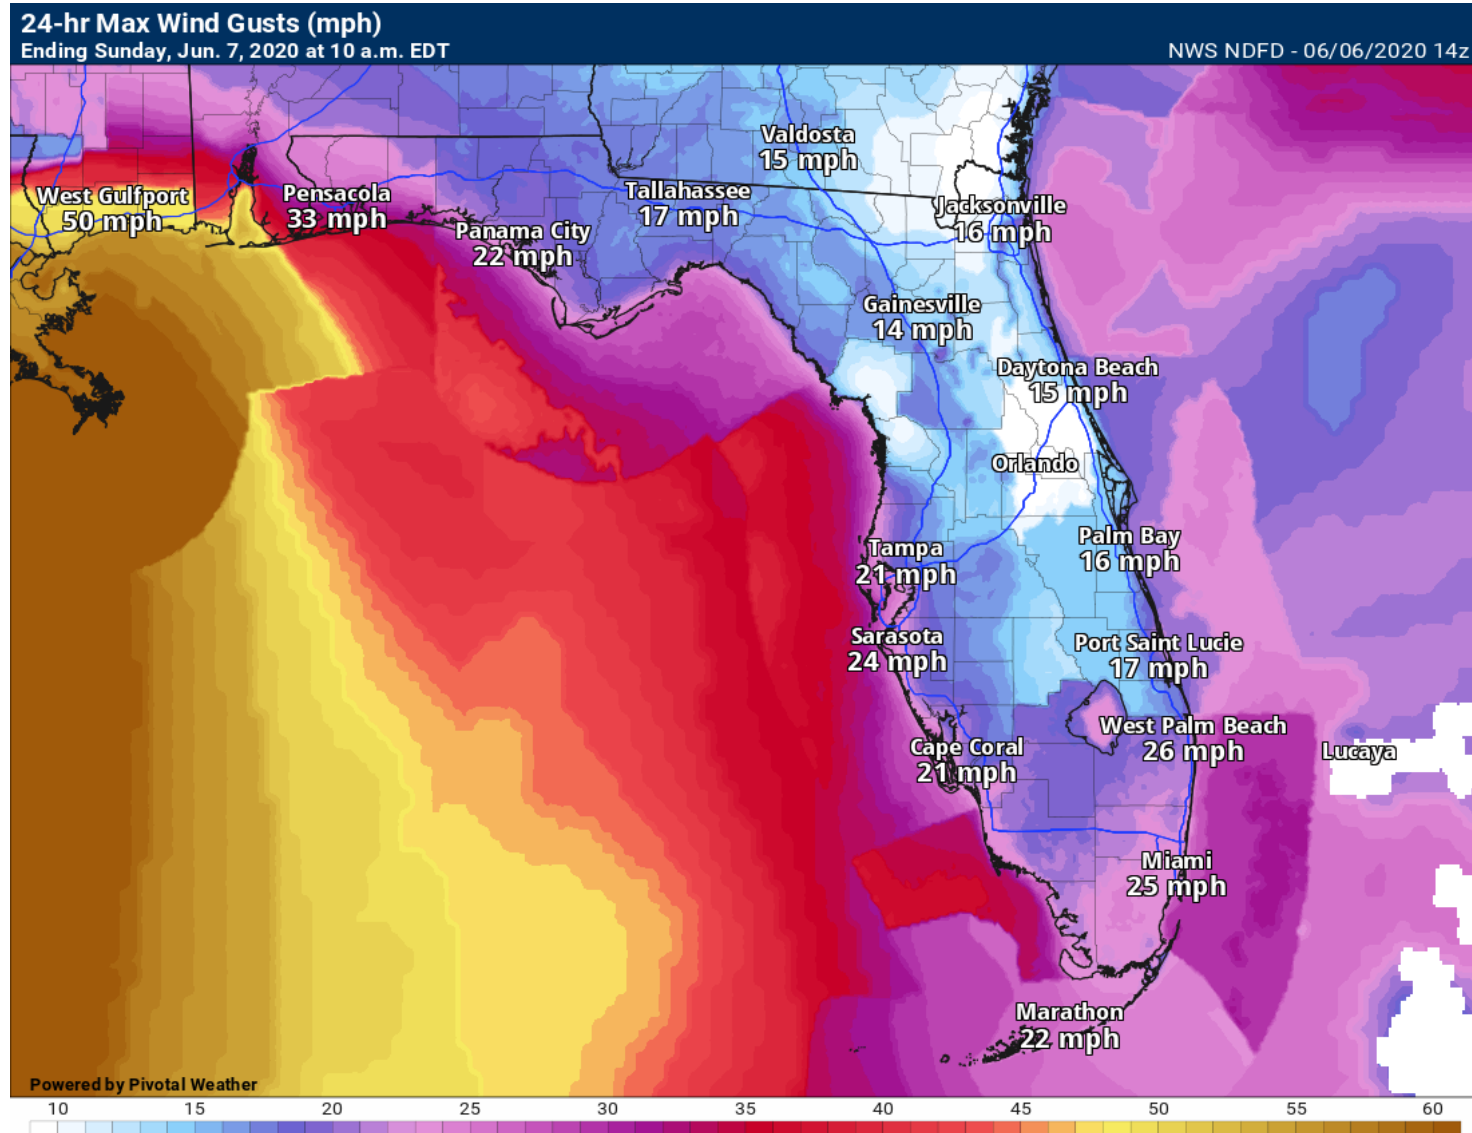 24-hr Max Wind Gusts (mph)
Ending Sunday, Jun. 7, 2020 at 10 a.m. EDT
NWS NDFD - 06/06/2020 14z
Valdosta
15 mph
West Gulfport
50 mph
Pensacola
33 mph
Tallahassee
17 mph
Jacksonville
16 mph
Panama City
22 mph
Gainesville
14 mph
Daytona Beach
15 mph
Orlando
Palm Bay
16 mph
Tampa
21 mph
Sarasota
24 mph
Port Saint Lucie
17 mph
West Palm Beach
26 mph
Cape Coral
21 mph
Lucaya
Miami
25 mph
Marathon
22 mph
Powered by Pivotal Weather
10 15 20 25 30 35 40 45 50 55 60